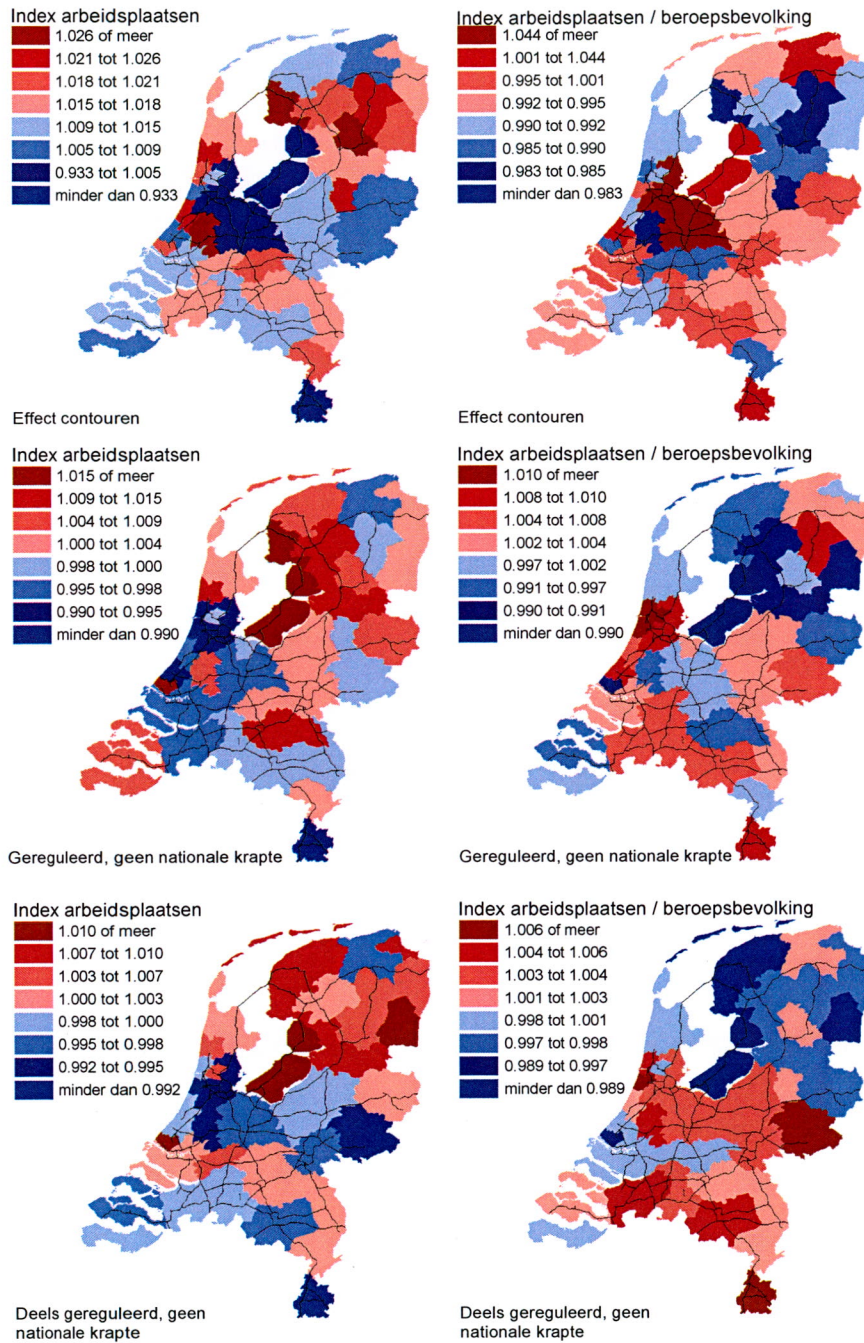 Index arbeidsplaatsen
1.026 of meer
1.021 tot 1.026
1.018 tot 1.021
1.015 tot 1.018
1.009 tot 1.015
1.005 tot 1.009
0.933 tot 1.005
minder dan 0.933
Effect contouren
Index arbeidsplaatsen / beroepsbevolking
1.044 of meer
1.001 tot 1.044
0.995 tot 1.001
0.992 tot 0.995
0.990 tot 0.992
0.985 tot 0.990
0.983 tot 0.985
minder dan 0.983
Effect contouren
Index arbeidsplaatsen
1.015 of meer
1.009 tot 1.015
1.004 tot 1.009
1.000 tot 1.004
0.998 tot 1.000
0.995 tot 0.998
0.990 tot 0.995
minder dan 0.990
Gereguleerd, geen nationale krapte
Index arbeidsplaatsen / beroepsbevolking
1.010 of meer
1.008 tot 1.010
1.004 tot 1.008
1.002 tot 1.004
0.997 tot 1.002
0.991 tot 0.997
0.990 tot 0.991
minder dan 0.990
Gereguleerd, geen nationale krapte
Index arbeidsplaatsen
1.010 of meer
1.007 tot 1.010
1.003 tot 1.007
1.000 tot 1.003
0.998 tot 1.000
0.995 tot 0.998
0.992 tot 0.995
minder dan 0.992
Deels gereguleerd, geen
nationale krapte
Index arbeidsplaatsen / beroepsbevolking
1.006 of meer
1.004 tot 1.006
1.003 tot 1.004
1.001 tot 1.003
0.998 tot 1.001
0.997 tot 0.998
0.989 tot 0.997
minder dan 0.989
Deels gereguleerd, geen
nationale krapte